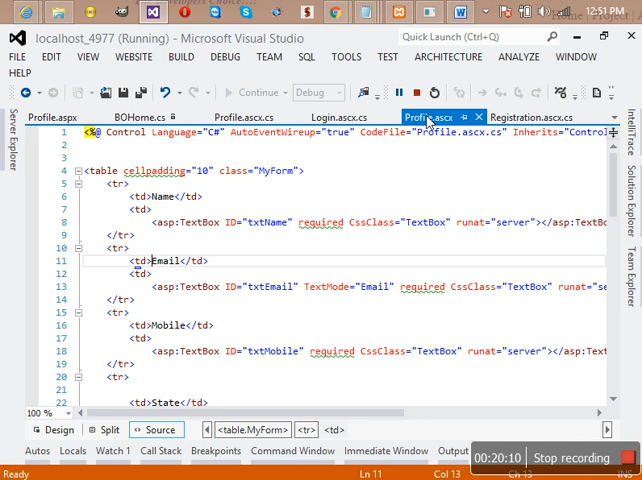 12:51 PM
Developers Choice...
Home | Project | A
localhost_4977 (Running) - Microsoft Visual Studio
Quick Launch (Ctrl+Q)
FILE EDIT VIEW WEBSITE BUILD DEBUG TEAM SQL TOOLS TEST ARCHITECTURE ANALYZE WINDOW
HELP
Continue Debug
Profile.aspx BOHome.cs Profile.ascx.cs Login.ascx.cs Profile.ascx Registration.ascx.cs
Server Explorer
IntelliTrace
Solution Explorer
Team Explorer
1 <%@ Control Language="C#" AutoEventWireup="true" CodeFile="Profile.ascx.cs" Inherits="Contro
2
3
4 <table cellpadding="10" class="MyForm">
5 <tr>
6 <td>Name</td>
7 <td>
8 <asp:TextBox ID="txtName" required CssClass="TextBox" runat="server"></asp:TextBo
9 </tr>
10 <tr>
11 <td>Email</td>
12 <td>
13 <asp:TextBox ID="txtEmail" TextMode="Email" required CssClass="TextBox" runat="se
14 </tr>
15 <tr>
16 <td>Mobile</td>
17 <td>
18 <asp:TextBox ID="txtMobile" required CssClass="TextBox" runat="server"></asp:Text
19 </tr>
20 <tr>
21
22 <td>State</td>
100 %
Design Split Source <table.MyForm> <tr> <td>
Autos Locals Watch 1 Call Stack Breakpoints Command Window Immediate Window Output
00:20:10 Stop recording
Ready Ln 11 Col 13 Ch 13 INS